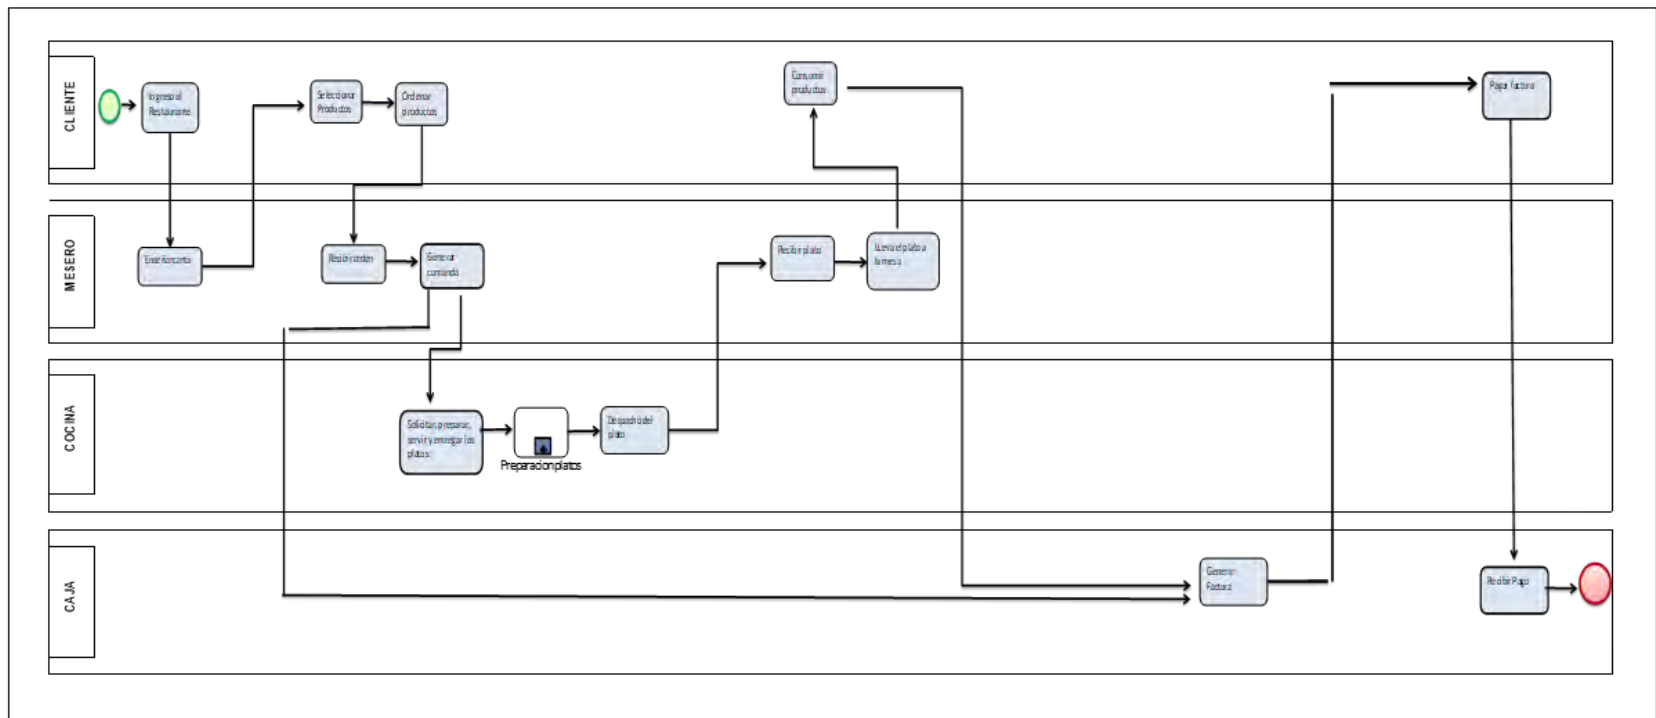 CLIENTE
Ingreso al
Restaurante
Seleccionar
Productos
Ordenar
productos
Consumir
productos
Pagar factura
MESERO
Recibir orden
Generar
comanda
Recibir plato
LLeva el plato a
la mesa
COCINA
Solicitar, preparar,
servir y entregar los
platos.
Preparacion platos
Despacho del
plato
CAJA
Generar
Factura
Recibir Pago